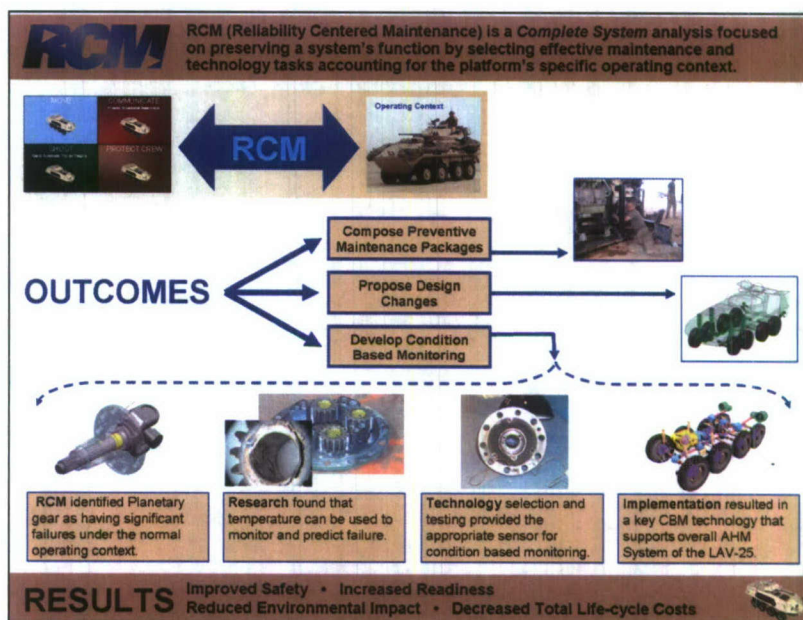 RCM
RCM (Reliability Centered Maintenance) is a Complete System analysis focused
on preserving a system's function by selecting effective maintenance and
technology tasks accounting for the platform's specific operating context.
MOVE
COMMUNICATE
SHOOT
PROTECT CREW
RCM
Operating Context
OUTCOMES
Compose Preventive
Maintenance Packages
Propose Design
Changes
Develop Condition
Based Monitoring
RCM identified Planetary
gear as having significant
failures under the normal
operating context.
Research found that
temperature can be used to
monitor and predict failure.
Technology selection and
testing provided the
appropriate sensor for
condition based monitoring.
Implementation resulted in
a key CBM technology that
supports overall AHM
System of the LAV-25.
RESULTS
Improved Safety • Increased Readiness
Reduced Environmental Impact • Decreased Total Life-cycle Costs